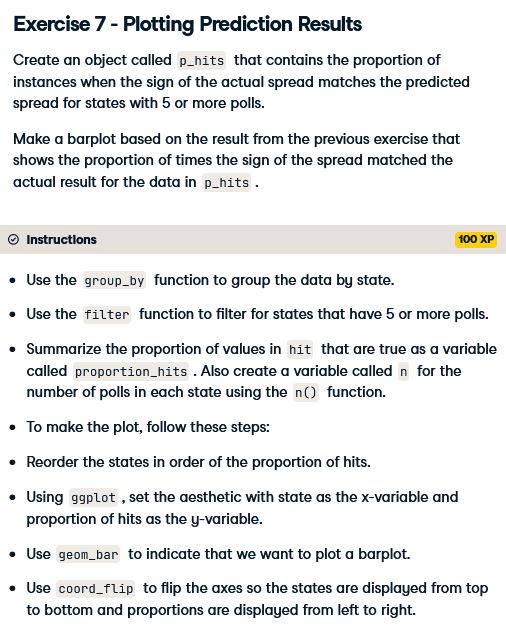 Exercise 7 - Plotting Prediction Results
Create an object called p_hits that contains the proportion of
instances when the sign of the actual spread matches the predicted
spread for states with 5 or more polls.
Make a barplot based on the result from the previous exercise that
shows the proportion of times the sign of the spread matched the
actual result for the data in p_hits .
Instructions 100 XP
• Use the group_by function to group the data by state.
• Use the filter function to filter for states that have 5 or more polls.
• Summarize the proportion of values in hit that are true as a variable
called proportion_hits . Also create a variable called n for the
number of polls in each state using the n() function.
• To make the plot, follow these steps:
• Reorder the states in order of the proportion of hits.
• Using ggplot , set the aesthetic with state as the x-variable and
proportion of hits as the y-variable.
• Use geom_bar to indicate that we want to plot a barplot.
• Use coord_flip to flip the axes so the states are displayed from top
to bottom and proportions are displayed from left to right.